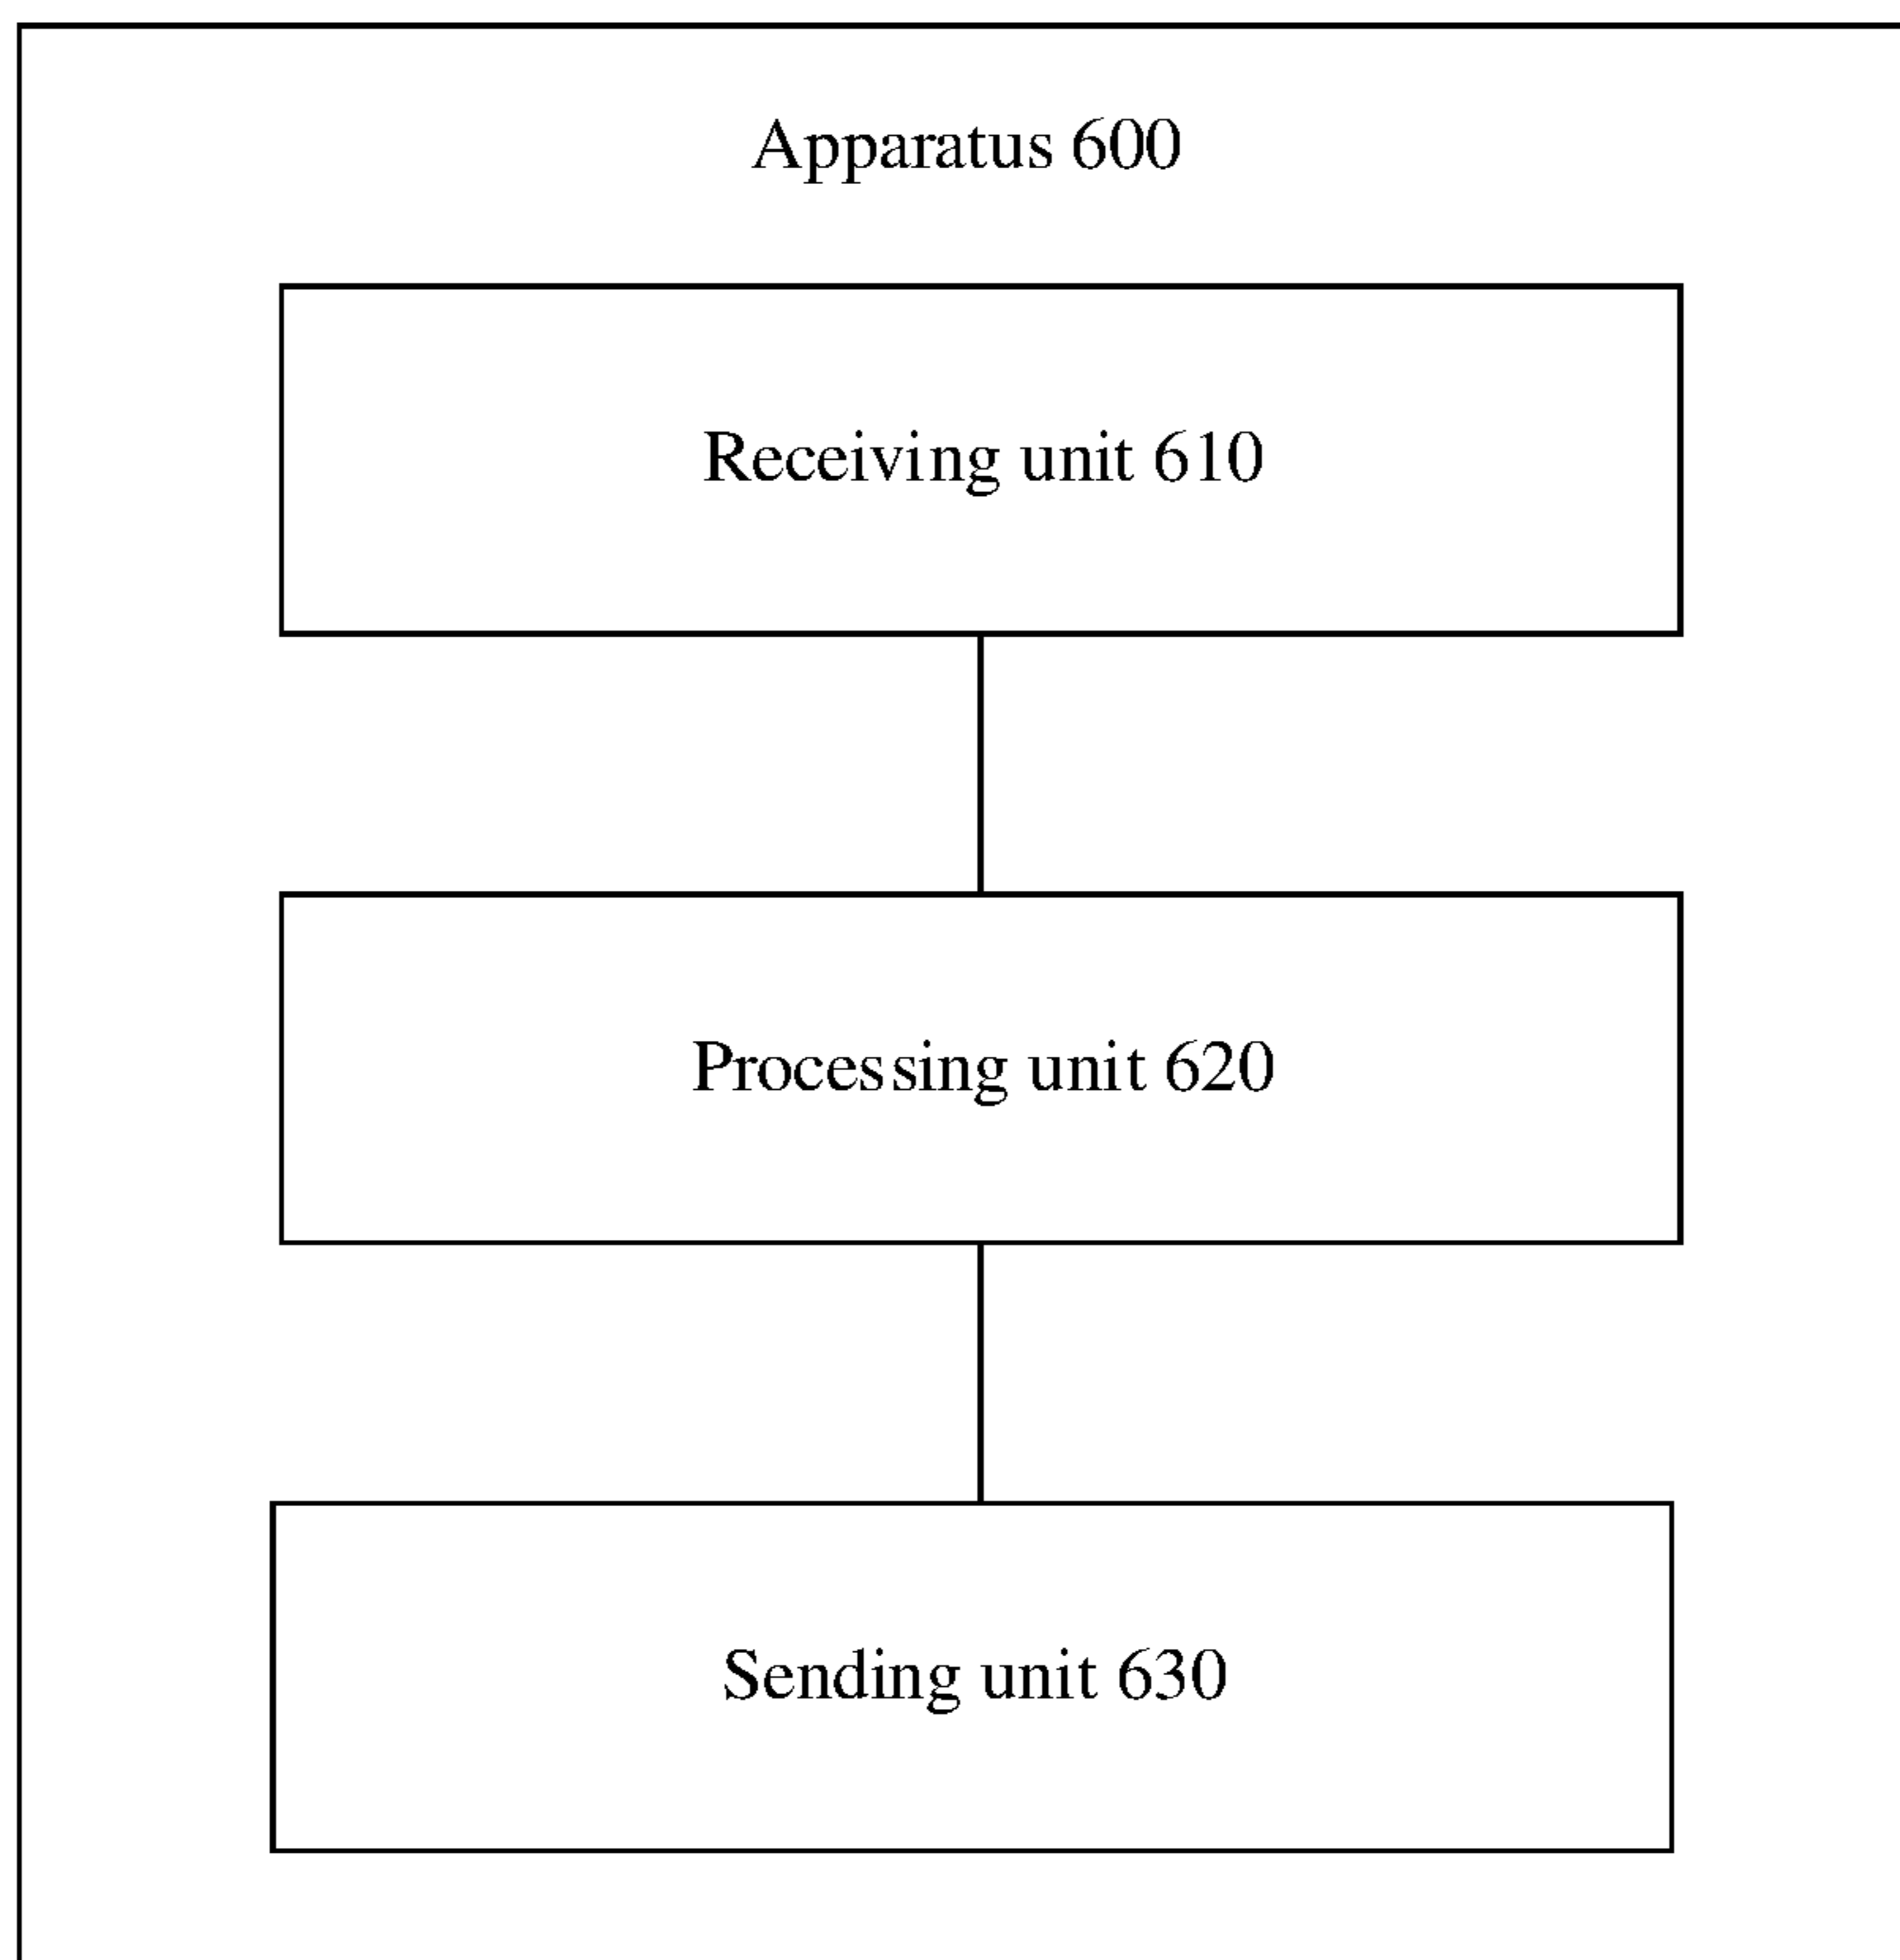 Apparatus 600
Receiving unit 610
Processing unit 620
Sending unit 630